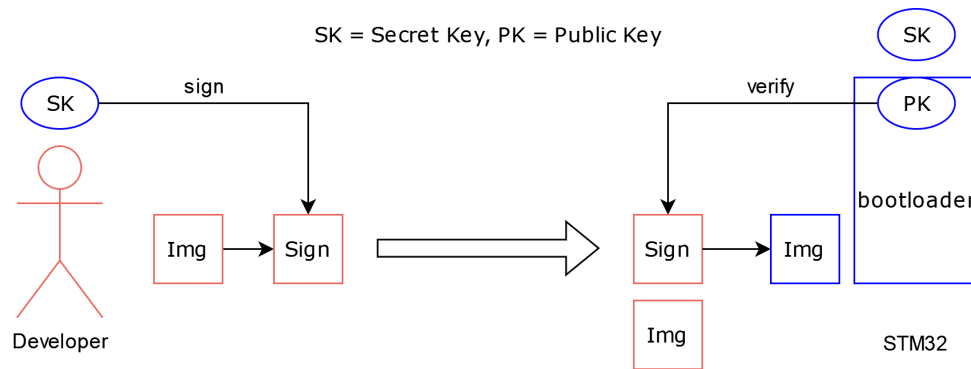 SK = Secret Key, PK = Public Key
SK
SK
sign
verify
PK
bootloader
Img
Sign
Sign
Img
Img
Developer
STM32